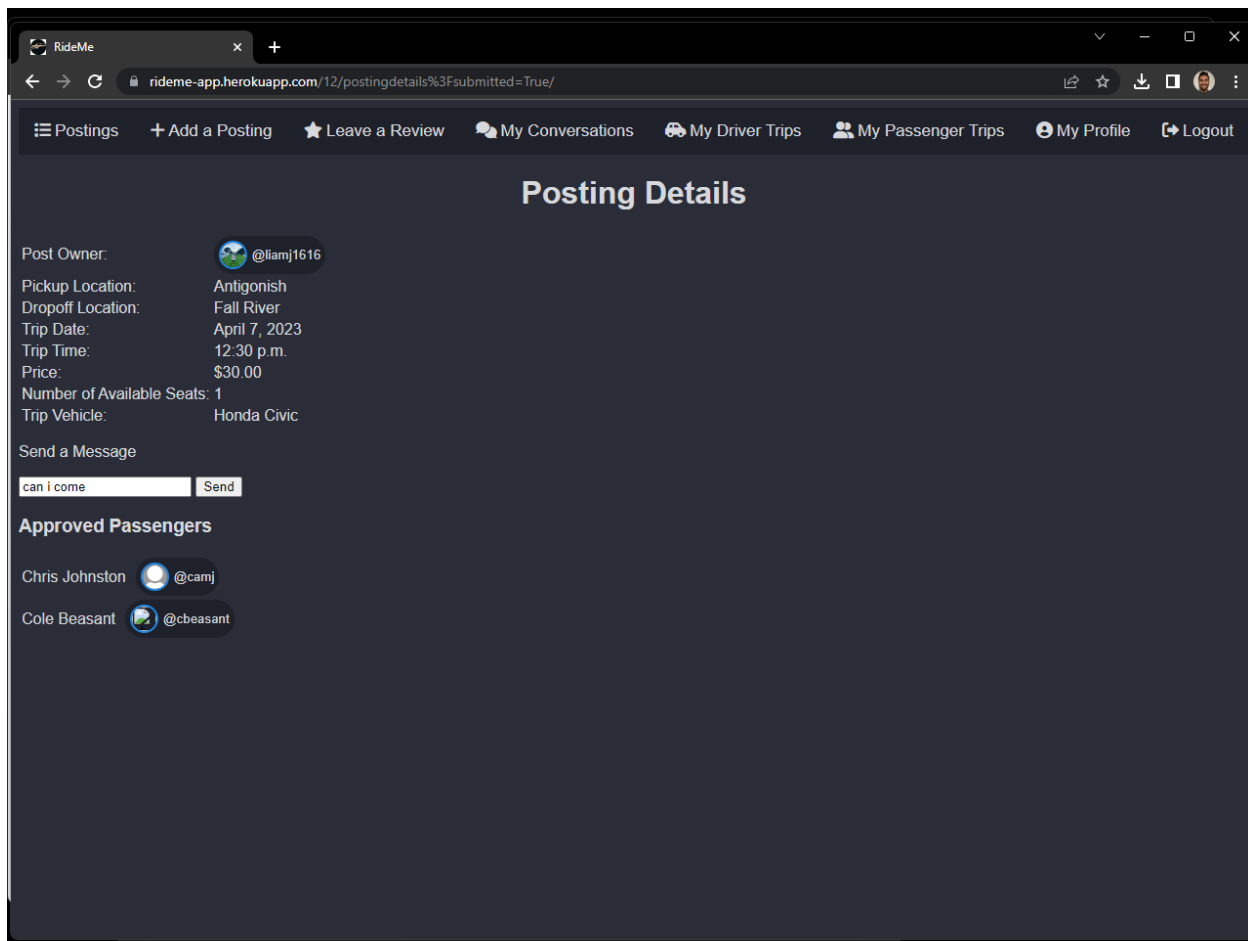 RideMe
rideme-app.herokuapp.com/12/postingdetails%3Fsubmitted=True/
Postings Add a Posting Leave a Review My Conversations My Driver Trips My Passenger Trips My Profile Logout
Posting Details
Post Owner: @liamj1616
Pickup Location: Antigonish
Dropoff Location: Fall River
Trip Date: April 7, 2023
Trip Time: 12:30 p.m.
Price: $30.00
Number of Available Seats: 1
Trip Vehicle: Honda Civic
Send a Message
can i come Send
Approved Passengers
Chris Johnston @camj
Cole Beasant @cbeasant